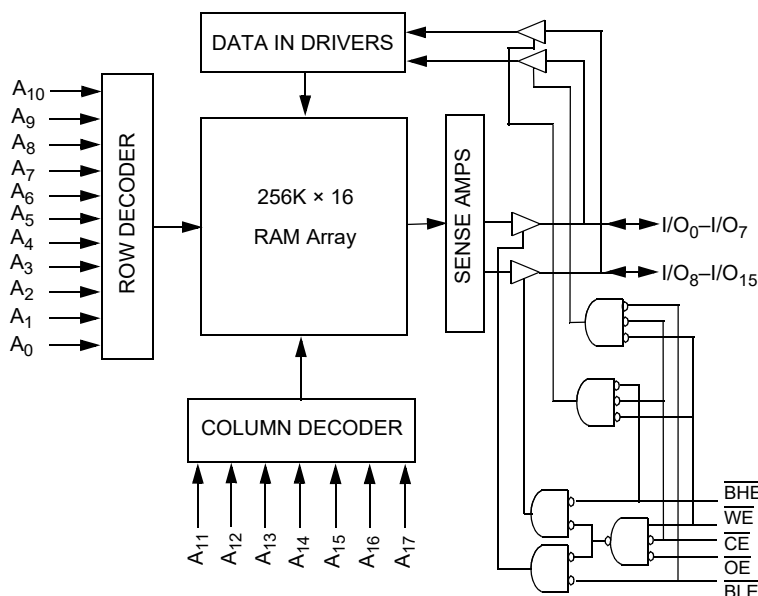 DATA IN DRIVERS
A10
A9
A8
A7
A6
A5
A4
A3
A2
A1
A0
ROW DECODER
256K × 16
RAM Array
SENSE AMPS
I/O0–I/O7
I/O8–I/O15
COLUMN DECODER
A11
A12
A13
A14
A15
A16
A17
BHE
WE
CE
OE
BLE